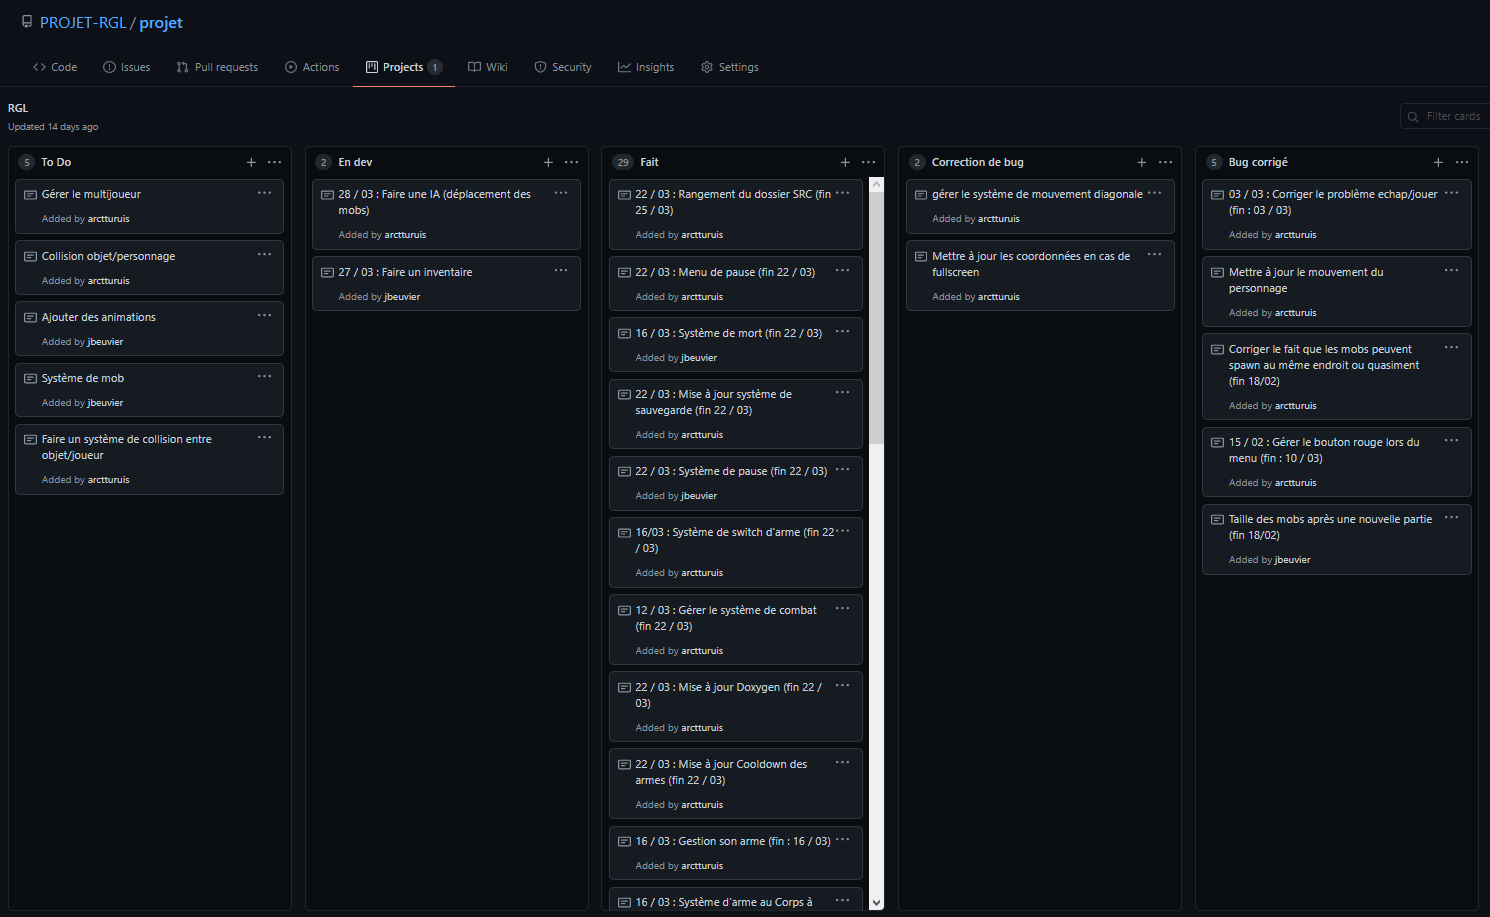 PROJET-RGL / projet
Code Issues Pull requests Actions Projects 1 Wiki Security Insights Settings
RGL
Updated 14 days ago
Filter cards
5 To Do
Gérer le multijoueur
Added by arctturuis
Collision objet/personnage
Added by arctturuis
Ajouter des animations
Added by jbeuvier
Système de mob
Added by jbeuvier
Faire un système de collision entre
objet/joueur
Added by arctturuis
2 En dev
28 / 03 : Faire une IA (déplacement des
mobs)
Added by arctturuis
27 / 03 : Faire un inventaire
Added by jbeuvier
29 Fait
22 / 03 : Rangement du dossier SRC (fin
25 / 03)
Added by arctturuis
22 / 03 : Menu de pause (fin 22 / 03)
Added by arctturuis
16 / 03 : Système de mort (fin 22 / 03)
Added by jbeuvier
22 / 03 : Mise à jour système de
sauvegarde (fin 22 / 03)
Added by arctturuis
22 / 03 : Système de pause (fin 22 / 03)
Added by jbeuvier
16/03 : Système de switch d'arme (fin 22
/ 03)
Added by arctturuis
12 / 03 : Gérer le système de combat
(fin 22 / 03)
Added by arctturuis
22 / 03 : Mise à jour Doxygen (fin 22 /
03)
Added by arctturuis
22 / 03 : Mise à jour Cooldown des
armes (fin 22 / 03)
Added by arctturuis
16 / 03 : Gestion son arme (fin : 16 / 03)
Added by arctturuis
16 / 03 : Système d'arme au Corps à
2 Correction de bug
gérer le système de mouvement diagonale
Added by arctturuis
Mettre à jour les coordonnées en cas de
fullscreen
Added by arctturuis
5 Bug corrigé
03 / 03 : Corriger le problème echap/jouer
(fin : 03 / 03)
Added by arctturuis
Mettre à jour le mouvement du
personnage
Added by arctturuis
Corriger le fait que les mobs peuvent
spawn au même endroit ou quasiment
(fin 18/02)
Added by arctturuis
15 / 02 : Gérer le bouton rouge lors du
menu (fin : 10 / 03)
Added by arctturuis
Taille des mobs après une nouvelle partie
(fin 18/02)
Added by jbeuvier